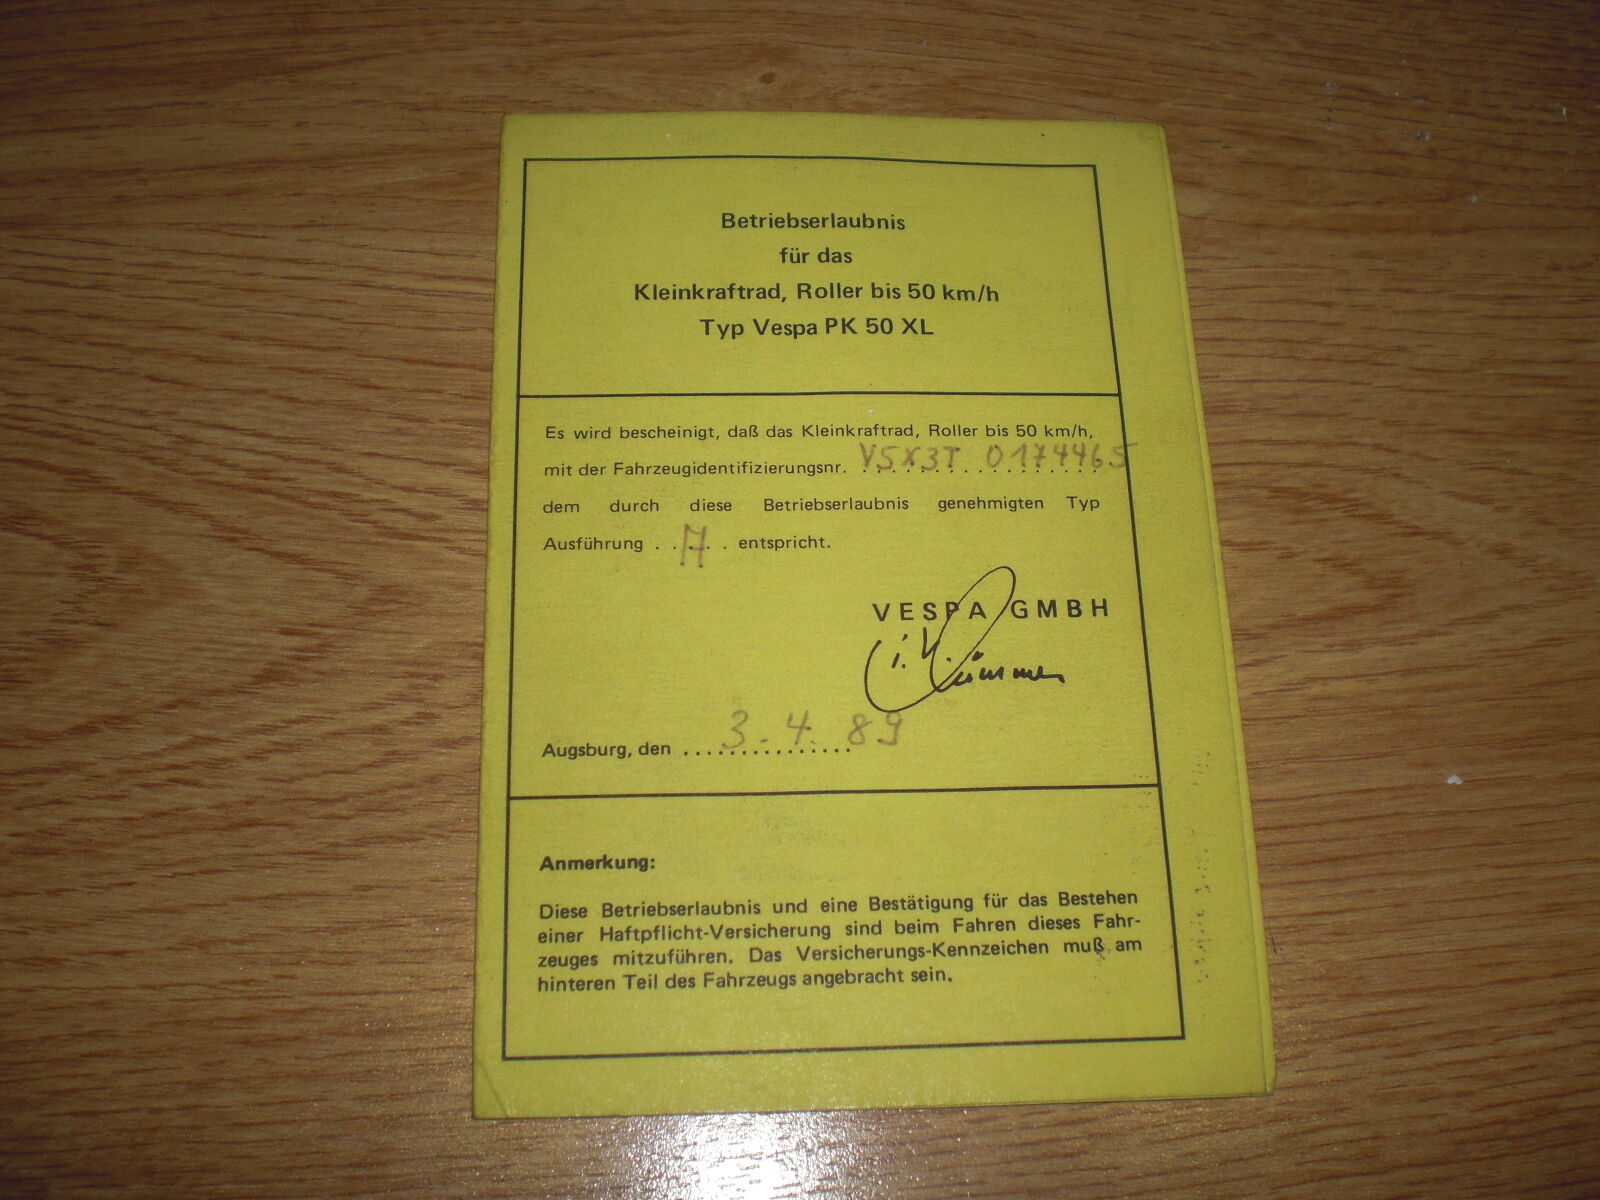 Betriebserlaubnis
für das
Kleinkraftrad, Roller bis 50 km/h
Typ Vespa PK 50 XL
Es wird bescheinigt, daß das Kleinkraftrad, Roller bis 50 km/h,
mit der Fahrzeugidentifizierungsnr. V5X3T 0174465
dem durch diese Betriebserlaubnis genehmigten Typ
Ausführung A entspricht.
VESPA GMBH
i. V.
Augsburg, den 3. 4. 89
Anmerkung:
Diese Betriebserlaubnis und eine Bestätigung für das Bestehen
einer Haftpflicht-Versicherung sind beim Fahren dieses Fahr-
zeuges mitzuführen. Das Versicherungs-Kennzeichen muß am
hinteren Teil des Fahrzeugs angebracht sein.